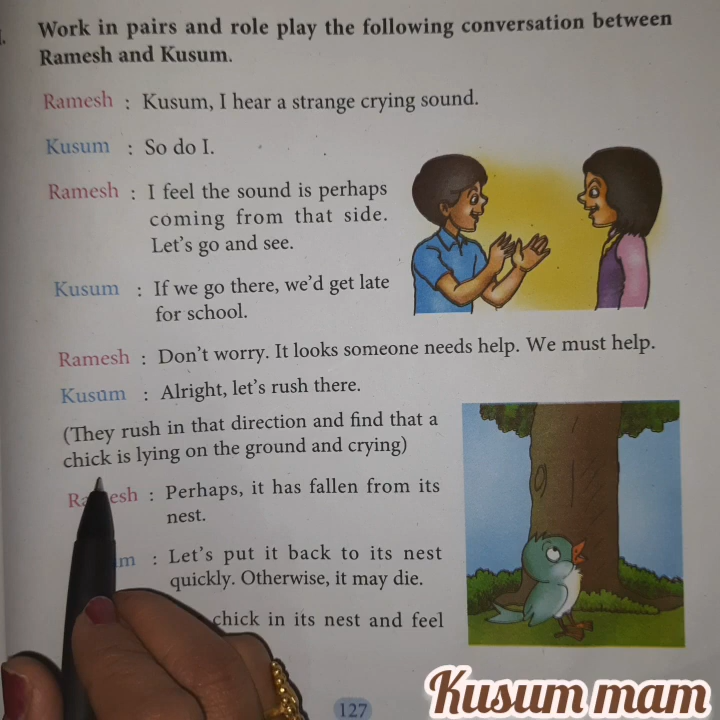 Work in pairs and role play the following conversation between
Ramesh and Kusum.
Ramesh : Kusum, I hear a strange crying sound.
Kusum : So do I.
Ramesh : I feel the sound is perhaps
coming from that side.
Let's go and see.
Kusum : If we go there, we'd get late
for school.
Ramesh : Don't worry. It looks someone needs help. We must help.
Kusum : Alright, let's rush there.
(They rush in that direction and find that a
chick is lying on the ground and crying)
: Perhaps, it has fallen from its
nest.
: Let's put it back to its nest
quickly. Otherwise, it may die.
chick in its nest and feel
127
Kusum mam